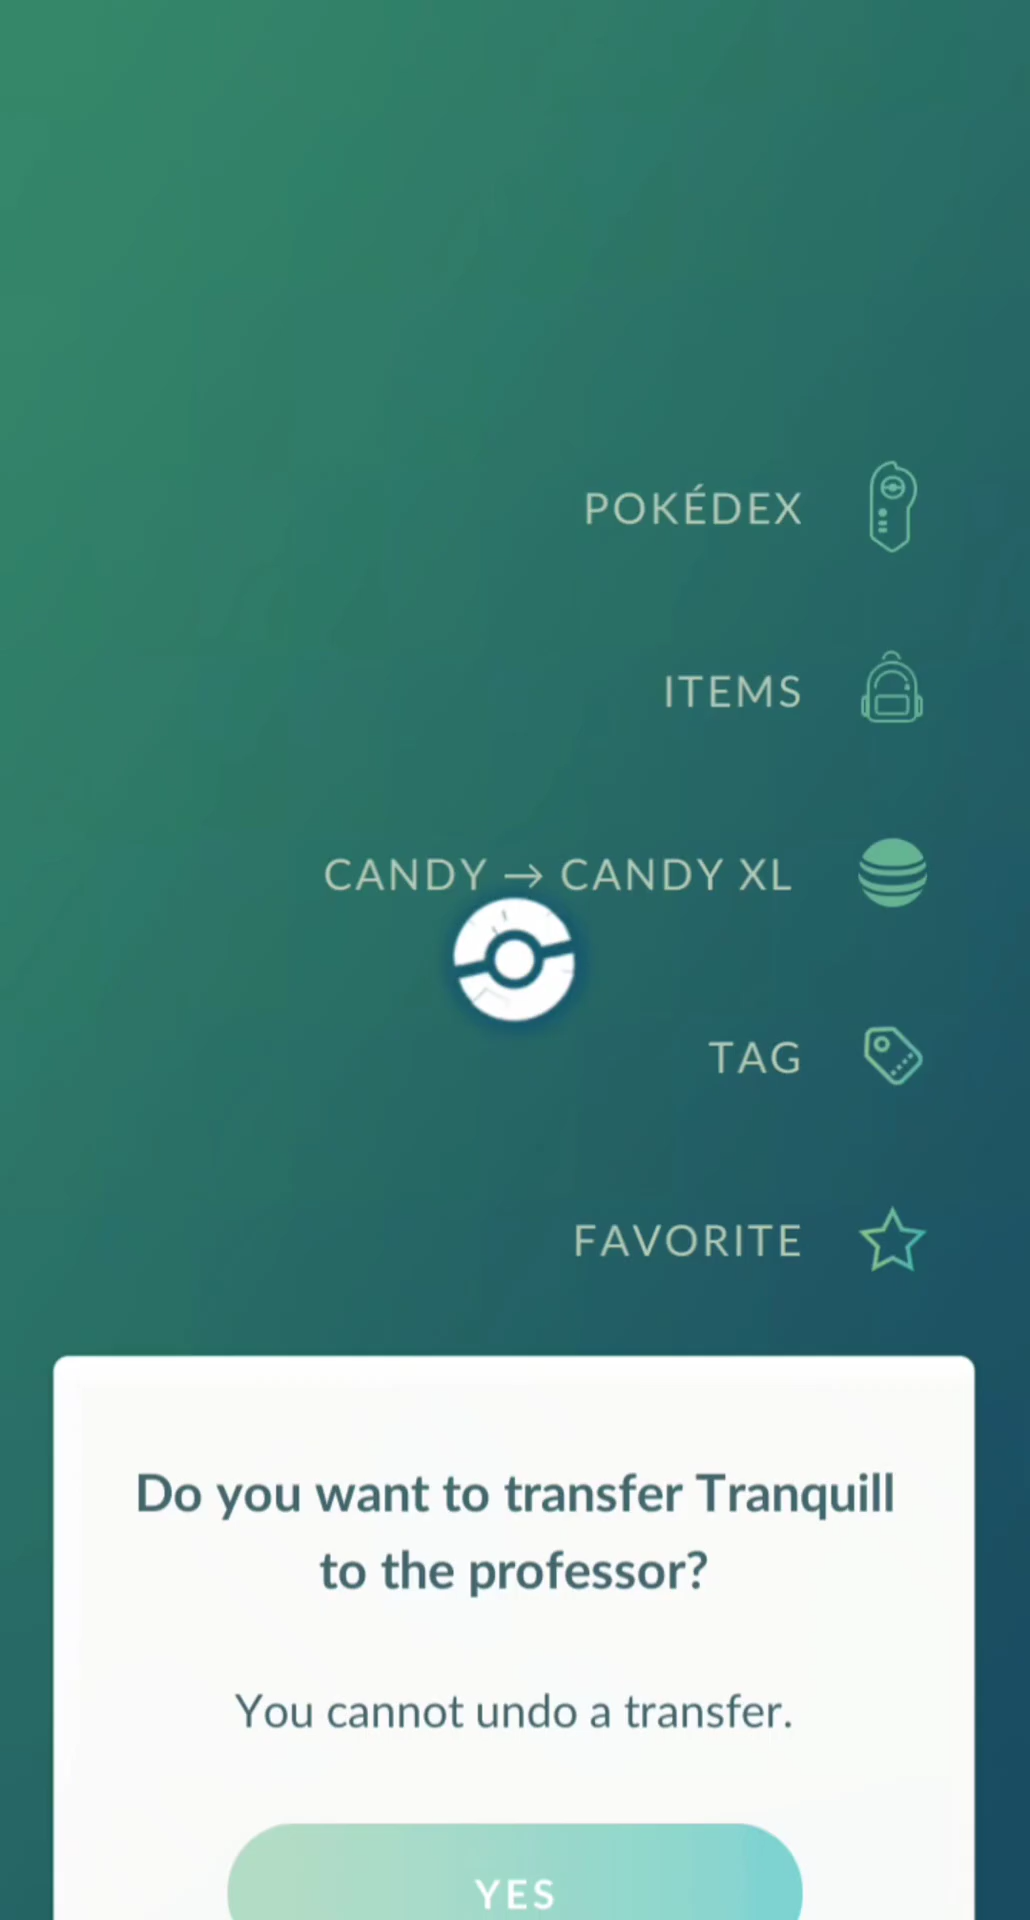 POKÉDEX
ITEMS
CANDY → CANDY XL
TAG
FAVORITE
Do you want to transfer Tranquill
to the professor?
You cannot undo a transfer.
YES